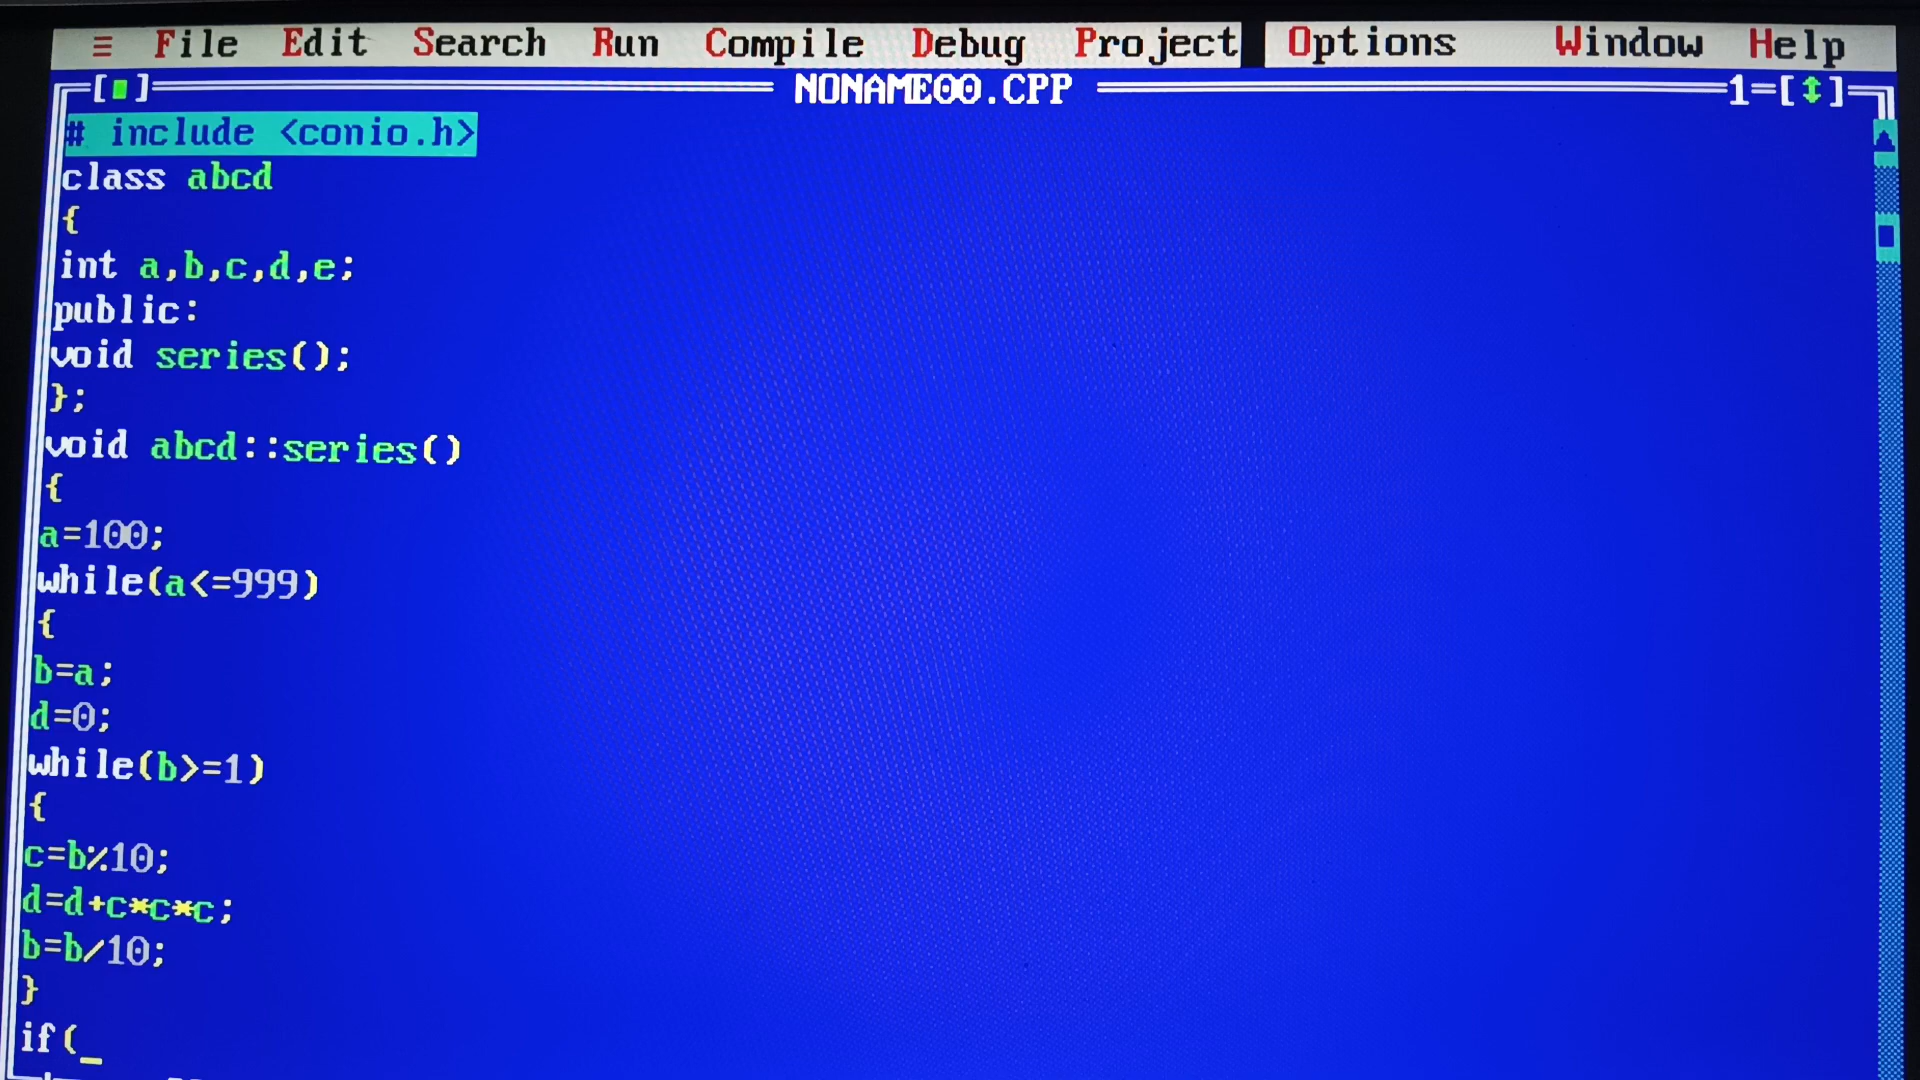 ≡ File Edit Search Run Compile Debug Project Options Window Help
[■] NONAME00.CPP 1=[↕]
# include <conio.h>
class abcd
{
int a,b,c,d,e;
public:
void series();
};
void abcd::series()
{
a=100;
while(a<=999)
{
b=a;
d=0;
while(b>=1)
{
c=b%10;
d=d+c*c*c;
b=b/10;
}
if(_